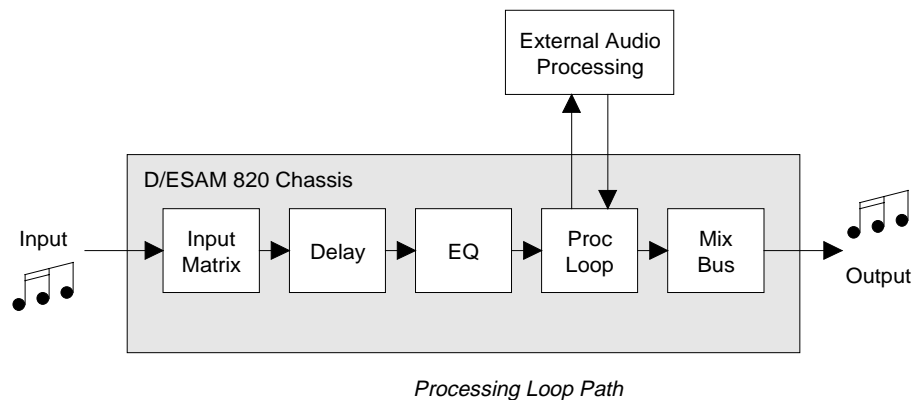 External Audio
Processing
D/ESAM 820 Chassis
Input
Input
Matrix
Delay
EQ
Proc
Loop
Mix
Bus
Output
Processing Loop Path